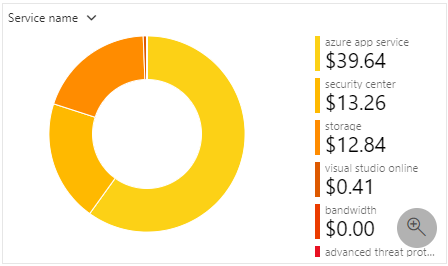 Service name
azure app service
$39.64
security center
$13.26
storage
$12.84
visual studio online
$0.41
bandwidth
$0.00
advanced threat prot...